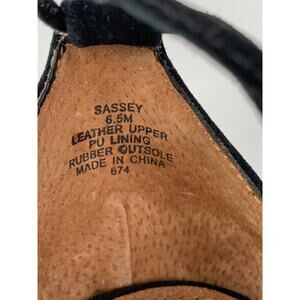 SASSEY
6.5M
LEATHER UPPER
PU LINING
RUBBER OUTSOLE
MADE IN CHINA
674